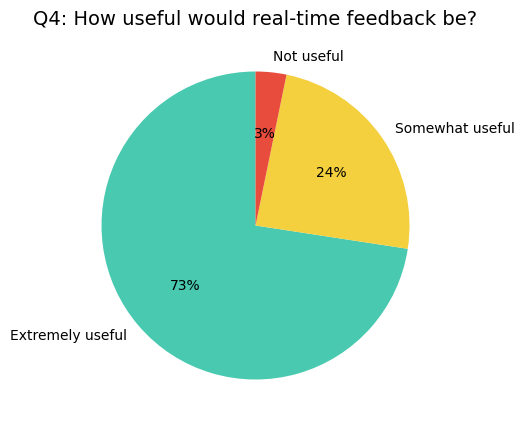 Q4: How useful would real-time feedback be?
Not useful
3%
Somewhat useful
24%
73%
Extremely useful